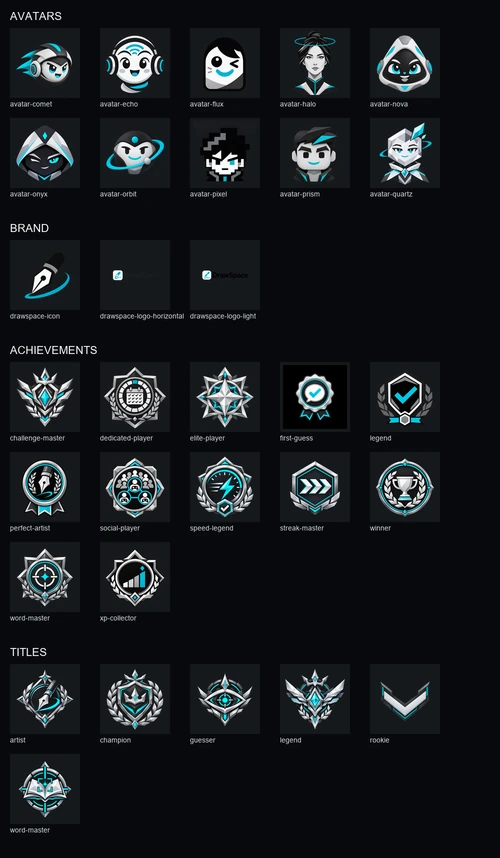 AVATARS
avatar-comet avatar-echo avatar-flux avatar-halo avatar-nova
avatar-onyx avatar-orbit avatar-pixel avatar-prism avatar-quartz
BRAND
DrawSpace
drawspace-icon drawspace-logo-horizontal drawspace-logo-light
ACHIEVEMENTS
challenge-master dedicated-player elite-player first-guess legend
perfect-artist social-player speed-legend streak-master winner
word-master xp-collector
TITLES
artist champion guesser legend rookie
word-master